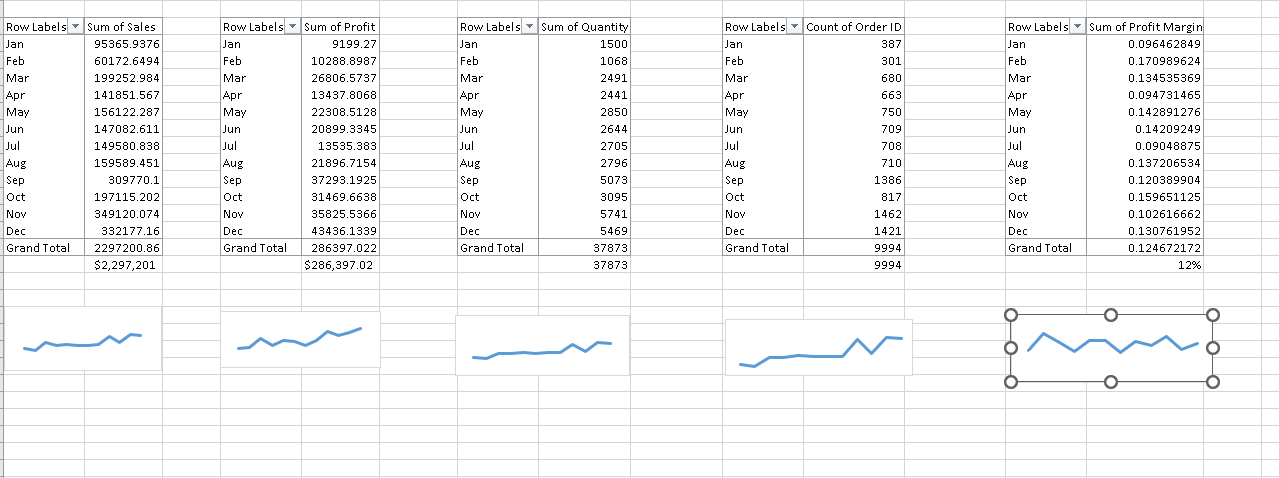 Row Labels Sum of Sales Row Labels Sum of Profit Row Labels Sum of Quantity Row Labels Count of Order ID Row Labels Sum of Profit Margin
Jan 95365.9376 Jan 9199.27 Jan 1500 Jan 387 Jan 0.096462849
Feb 60172.6494 Feb 10288.8987 Feb 1068 Feb 301 Feb 0.170989624
Mar 199252.984 Mar 26806.5737 Mar 2491 Mar 680 Mar 0.134535369
Apr 141851.567 Apr 13437.8068 Apr 2441 Apr 663 Apr 0.094731465
May 156122.287 May 22308.5128 May 2850 May 750 May 0.142891276
Jun 147082.611 Jun 20899.3345 Jun 2644 Jun 709 Jun 0.14209249
Jul 149580.838 Jul 13535.383 Jul 2705 Jul 708 Jul 0.09048875
Aug 159589.451 Aug 21896.7154 Aug 2796 Aug 710 Aug 0.137206534
Sep 309770.1 Sep 37293.1925 Sep 5073 Sep 1386 Sep 0.120389904
Oct 197115.202 Oct 31469.6638 Oct 3095 Oct 817 Oct 0.159651125
Nov 349120.074 Nov 35825.5366 Nov 5741 Nov 1462 Nov 0.102616662
Dec 332177.16 Dec 43436.1339 Dec 5469 Dec 1421 Dec 0.130761952
Grand Total 2297200.86 Grand Total 286397.022 Grand Total 37873 Grand Total 9994 Grand Total 0.124672172
$2,297,201 $286,397.02 37873 9994 12%